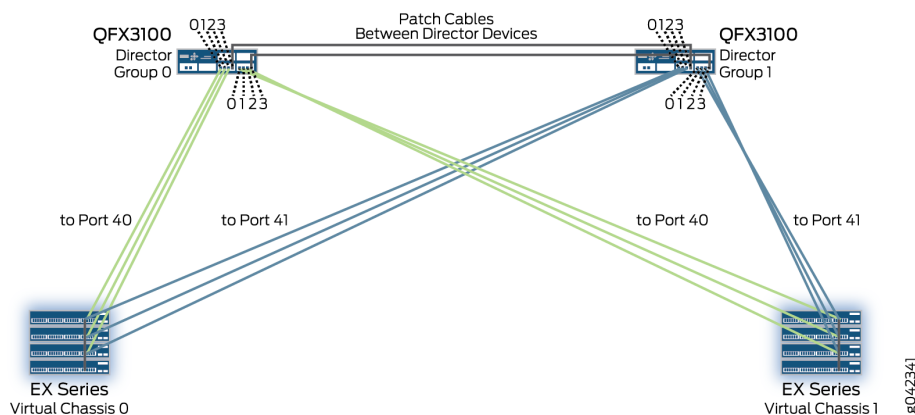 Patch Cables
Between Director Devices
QFX3100
Director
Group 0
0123
0123
0123
0123
QFX3100
Director
Group 1
to Port 40
to Port 41
to Port 40
to Port 41
EX Series
Virtual Chassis 0
EX Series
Virtual Chassis 1
g042341